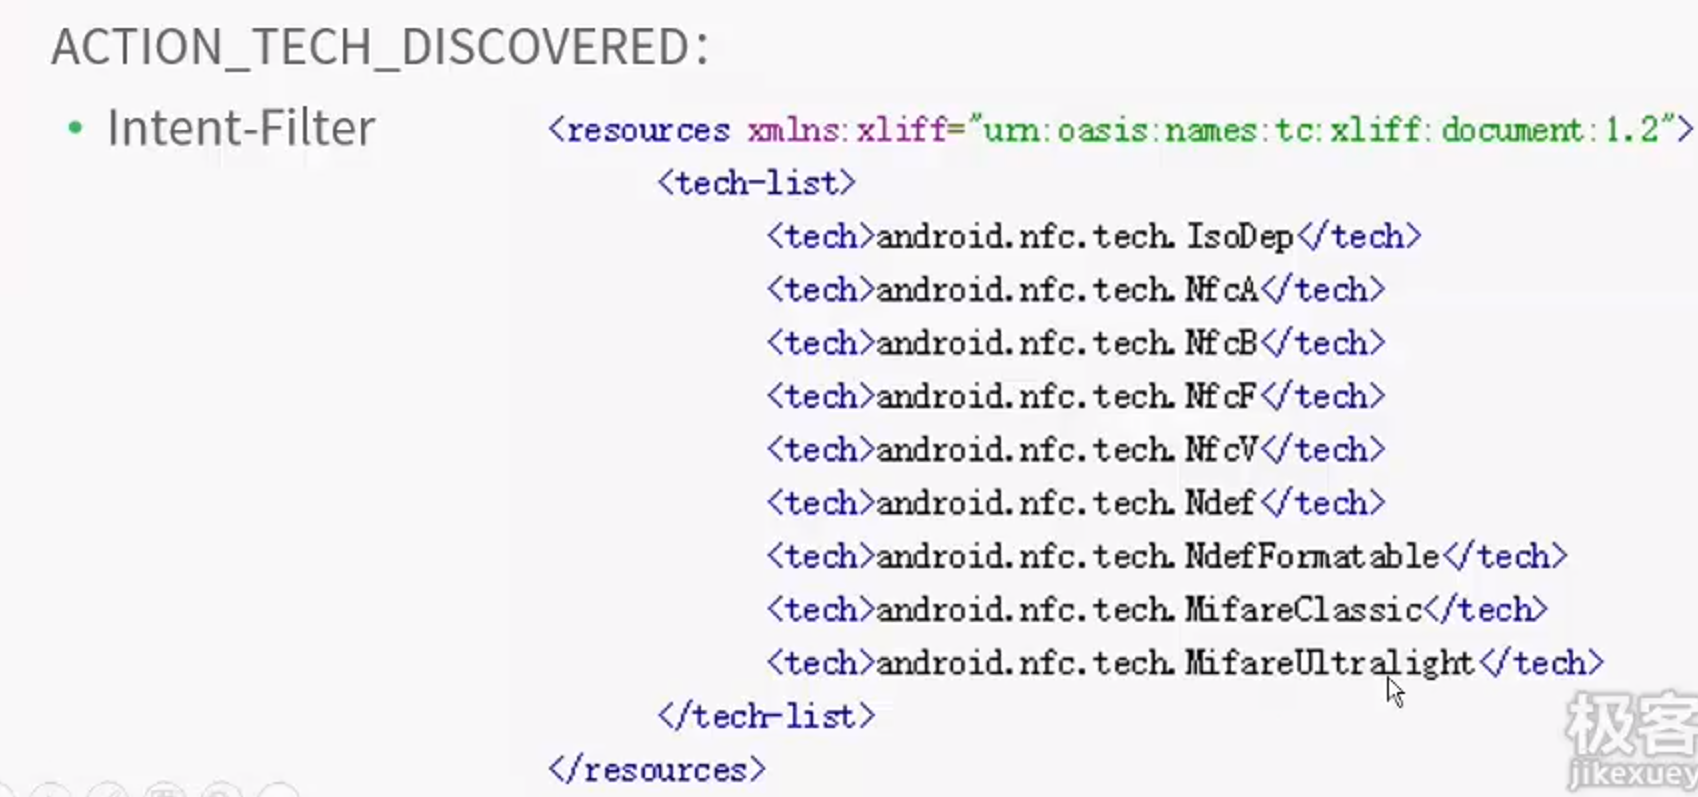 ACTION_TECH_DISCOVERED：
• Intent-Filter
<resources xmlns:xliff="urn:oasis:names:tc:xliff:document:1.2">
<tech-list>
<tech>android.nfc.tech.IsoDep</tech>
<tech>android.nfc.tech.NfcA</tech>
<tech>android.nfc.tech.NfcB</tech>
<tech>android.nfc.tech.NfcF</tech>
<tech>android.nfc.tech.NfcV</tech>
<tech>android.nfc.tech.Ndef</tech>
<tech>android.nfc.tech.NdefFormatable</tech>
<tech>android.nfc.tech.MifareClassic</tech>
<tech>android.nfc.tech.MifareUltralight</tech>
</tech-list>
</resources>
极客
jikexuey